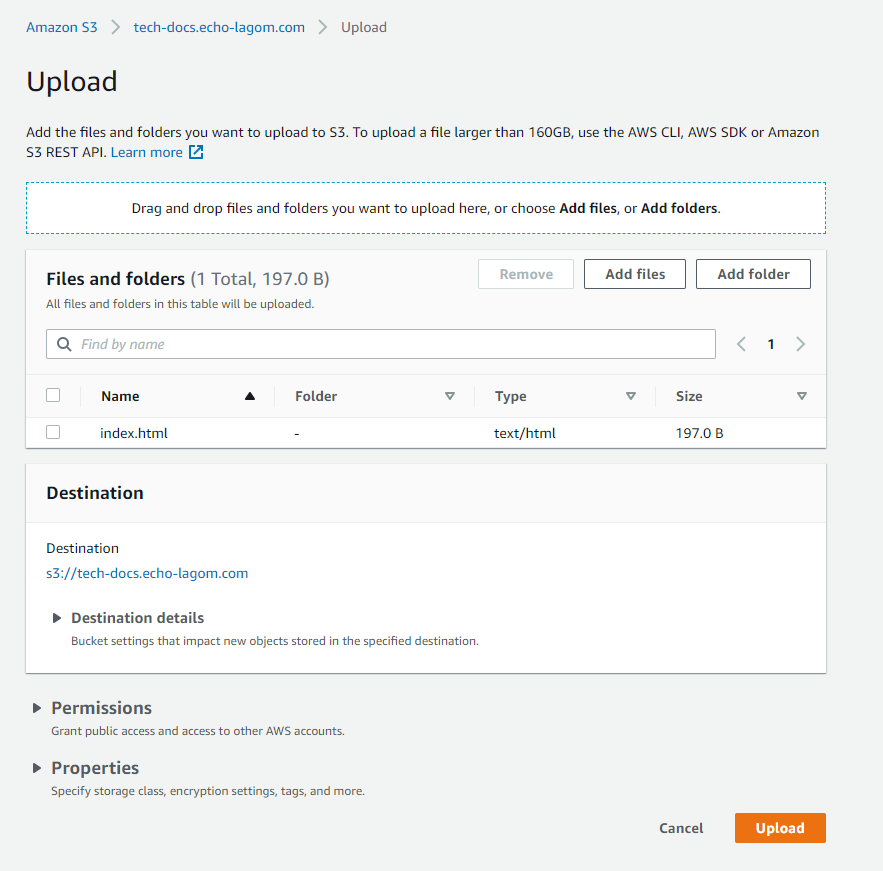 Amazon S3 > tech-docs.echo-lagom.com > Upload
Upload
Add the files and folders you want to upload to S3. To upload a file larger than 160GB, use the AWS CLI, AWS SDK or Amazon
S3 REST API. Learn more
Drag and drop files and folders you want to upload here, or choose Add files, or Add folders.
Files and folders (1 Total, 197.0 B)
Remove
Add files
Add folder
All files and folders in this table will be uploaded.
Find by name
1
Name Folder Type Size
index.html - text/html 197.0 B
Destination
Destination
s3://tech-docs.echo-lagom.com
Destination details
Bucket settings that impact new objects stored in the specified destination.
Permissions
Grant public access and access to other AWS accounts.
Properties
Specify storage class, encryption settings, tags, and more.
Cancel
Upload